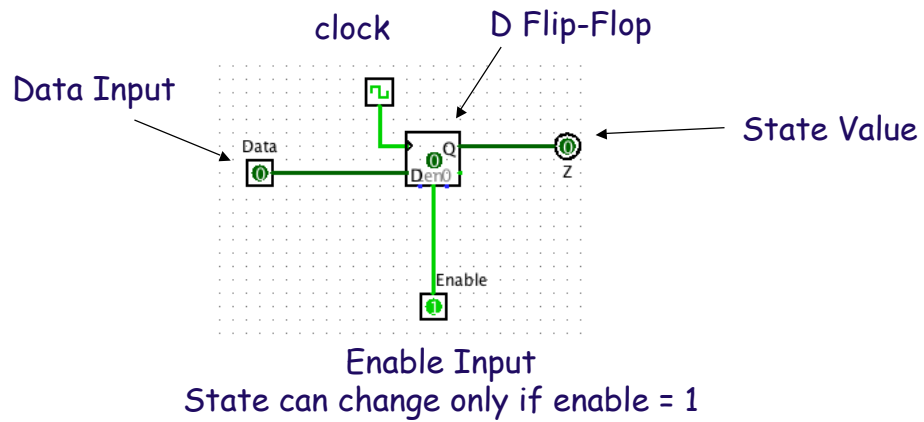 clock
D Flip-Flop
Data Input
State Value
Data
0
Q
0
D en 0
0
Z
Enable
1
Enable Input
State can change only if enable = 1